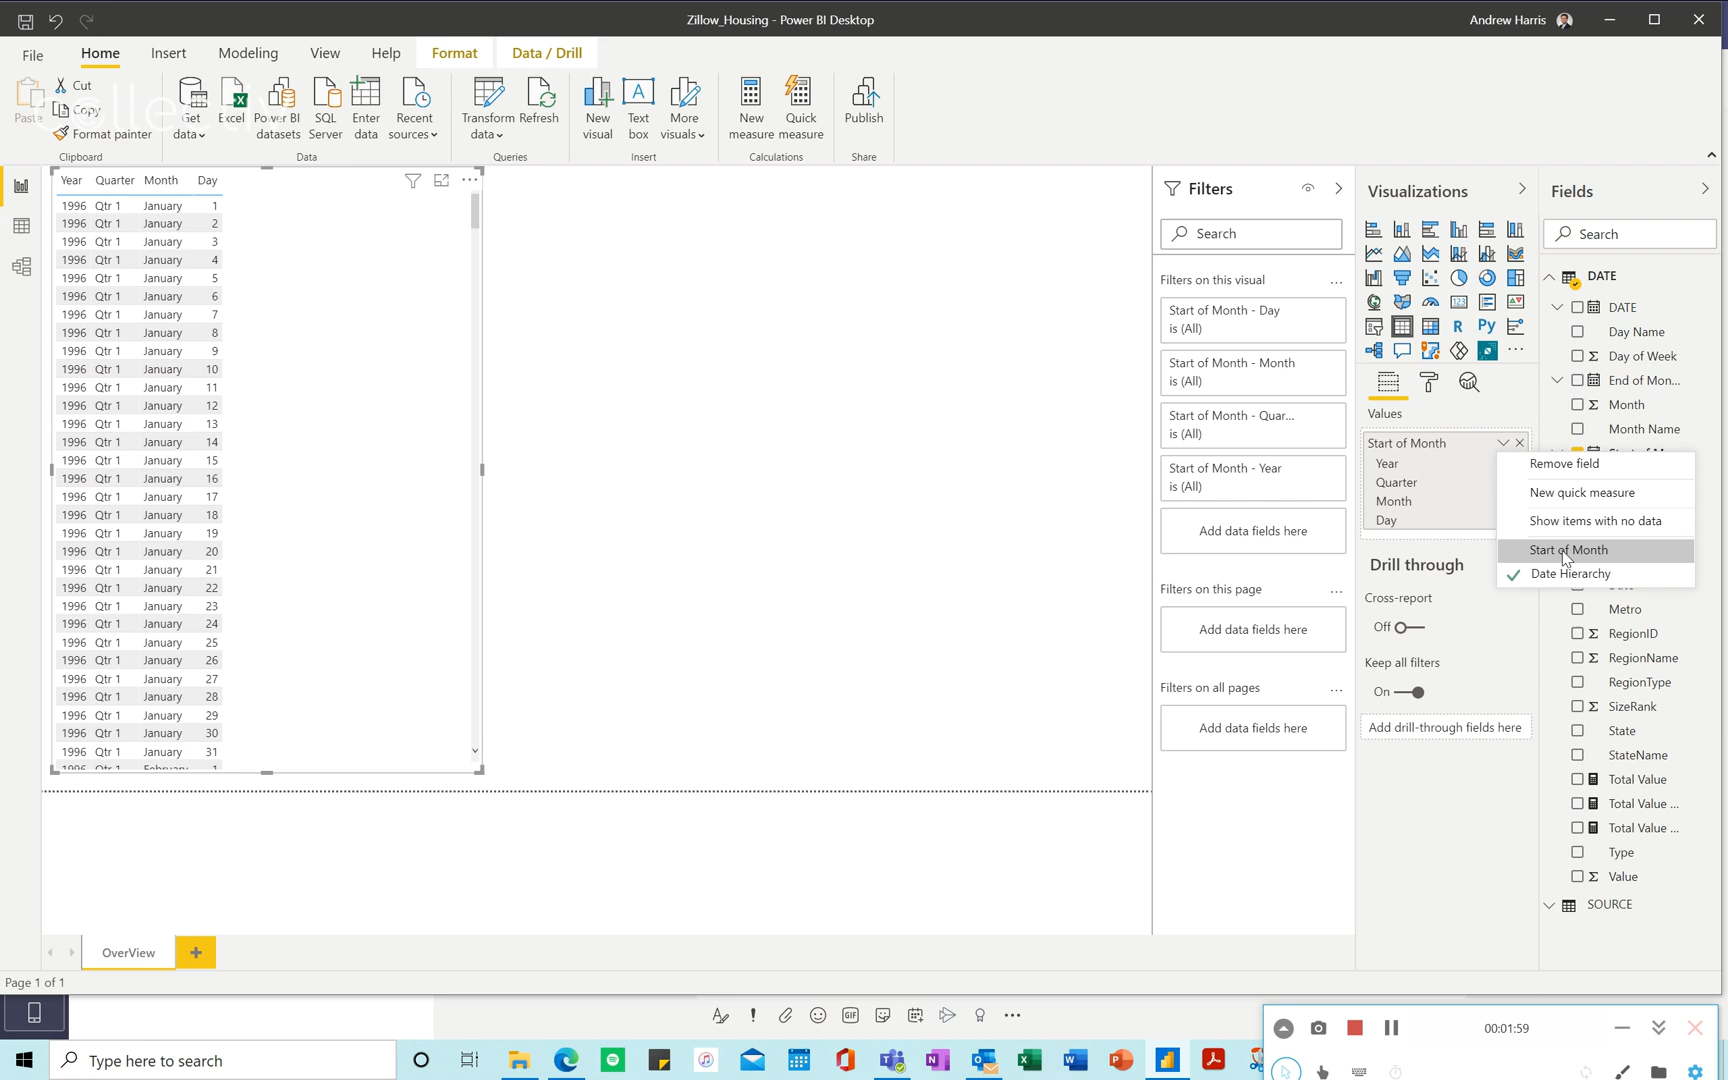 Zillow_Housing - Power BI Desktop
Andrew Harris
File Home Insert Modeling View Help Format Data / Drill
Paste
Cut
Copy
Format painter
Clipboard
Get data
Excel
Power BI datasets
SQL Server
Enter data
Recent sources
Data
Transform data
Refresh
Queries
New visual
Text box
More visuals
Insert
New measure
Quick measure
Calculations
Publish
Share
Year Quarter Month Day
1996 Qtr 1 January 1
1996 Qtr 1 January 2
1996 Qtr 1 January 3
1996 Qtr 1 January 4
1996 Qtr 1 January 5
1996 Qtr 1 January 6
1996 Qtr 1 January 7
1996 Qtr 1 January 8
1996 Qtr 1 January 9
1996 Qtr 1 January 10
1996 Qtr 1 January 11
1996 Qtr 1 January 12
1996 Qtr 1 January 13
1996 Qtr 1 January 14
1996 Qtr 1 January 15
1996 Qtr 1 January 16
1996 Qtr 1 January 17
1996 Qtr 1 January 18
1996 Qtr 1 January 19
1996 Qtr 1 January 20
1996 Qtr 1 January 21
1996 Qtr 1 January 22
1996 Qtr 1 January 23
1996 Qtr 1 January 24
1996 Qtr 1 January 25
1996 Qtr 1 January 26
1996 Qtr 1 January 27
1996 Qtr 1 January 28
1996 Qtr 1 January 29
1996 Qtr 1 January 30
1996 Qtr 1 January 31
1996 Qtr 1 February 1
Filters
Search
Filters on this visual ...
Start of Month - Day
is (All)
Start of Month - Month
is (All)
Start of Month - Quar...
is (All)
Start of Month - Year
is (All)
Add data fields here
Filters on this page ...
Add data fields here
Filters on all pages ...
Add data fields here
Visualizations
R Py
123
Values
Start of Month
Year
Quarter
Month
Day
Drill through
Cross-report
Off
Keep all filters
On
Add drill-through fields here
Remove field
New quick measure
Show items with no data
Start of Month
Date Hierarchy
Fields
Search
DATE
DATE
Day Name
Day of Week
End of Mon...
Month
Month Name
Metro
RegionID
RegionName
RegionType
SizeRank
State
StateName
Total Value
Total Value ...
Total Value ...
Type
Value
SOURCE
OverView
Page 1 of 1
GIF
00:01:59
Type here to search